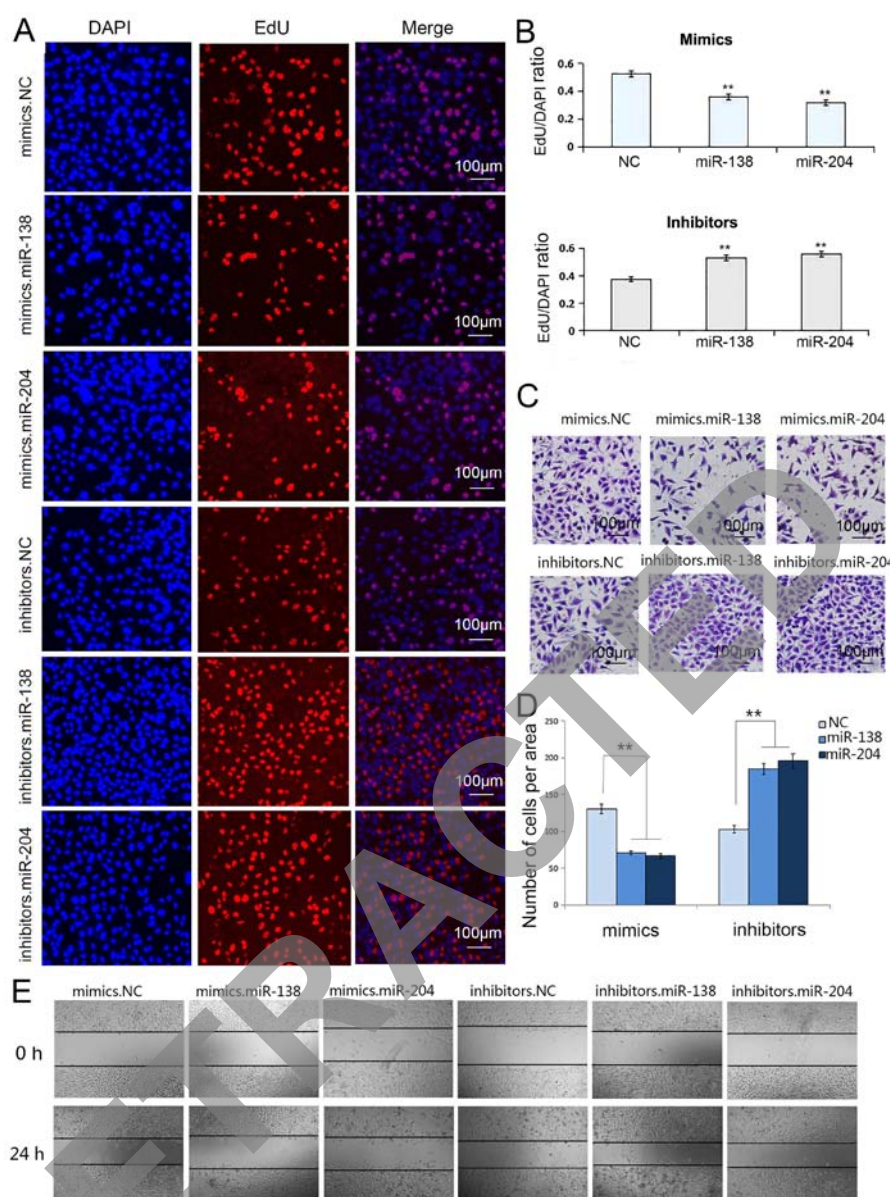 A
DAPI EdU Merge
mimics.NC
100μm
mimics.miR-138
100μm
mimics.miR-204
100μm
inhibitors.NC
100μm
inhibitors.miR-138
100μm
inhibitors.miR-204
100μm
B
Mimics
EdU/DAPI ratio
0.6
0.4
0.2
0
** **
NC miR-138 miR-204
Inhibitors
EdU/DAPI ratio
0.6
0.4
0.2
0
** **
NC miR-138 miR-204
C
mimics.NC mimics.miR-138 mimics.miR-204
100μm 100μm 100μm
inhibitors.NC inhibitors.miR-138 inhibitors.miR-204
100μm 100μm 100μm
D
Number of cells per area
250
200
150
100
50
0
** **
NC
miR-138
miR-204
mimics inhibitors
E
mimics.NC mimics.miR-138 mimics.miR-204 inhibitors.NC inhibitors.miR-138 inhibitors.miR-204
0 h
24 h
ETRACTED